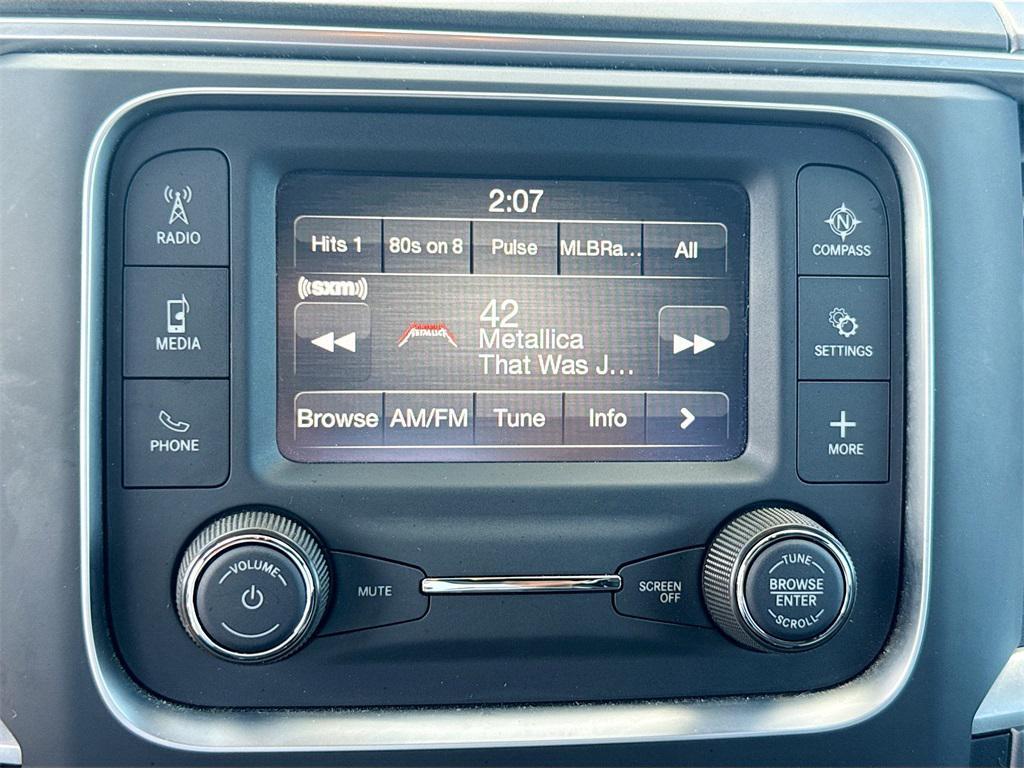 2:07
Hits 1 80s on 8 Pulse MLBRa... All
((sxm))
42
METALLICA
Metallica
That Was J...
Browse AM/FM Tune Info >
RADIO
MEDIA
PHONE
N
COMPASS
SETTINGS
+
MORE
VOLUME
MUTE
SCREEN
OFF
TUNE
BROWSE
ENTER
SCROLL